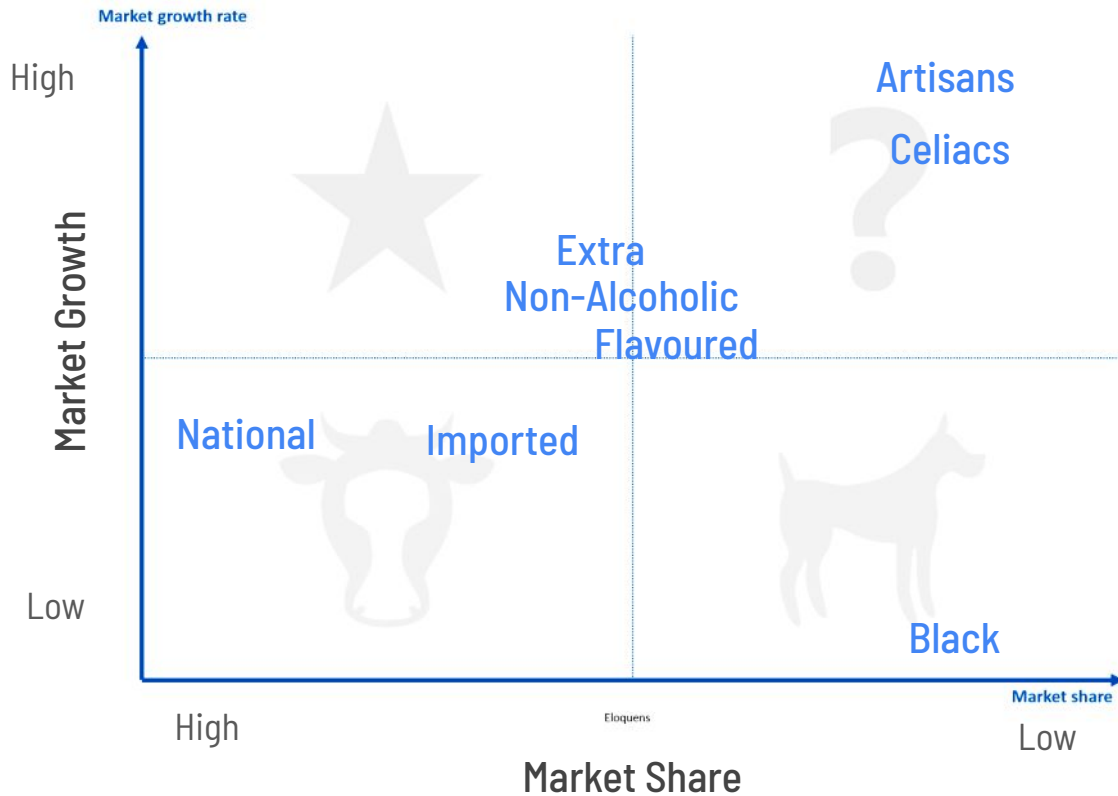 Market growth rate
High
Artisans
Celiacs
Market Growth
Extra
Non-Alcoholic
Flavoured
National
Imported
Low
Black
Market share
High
Eloquens
Low
Market Share
?